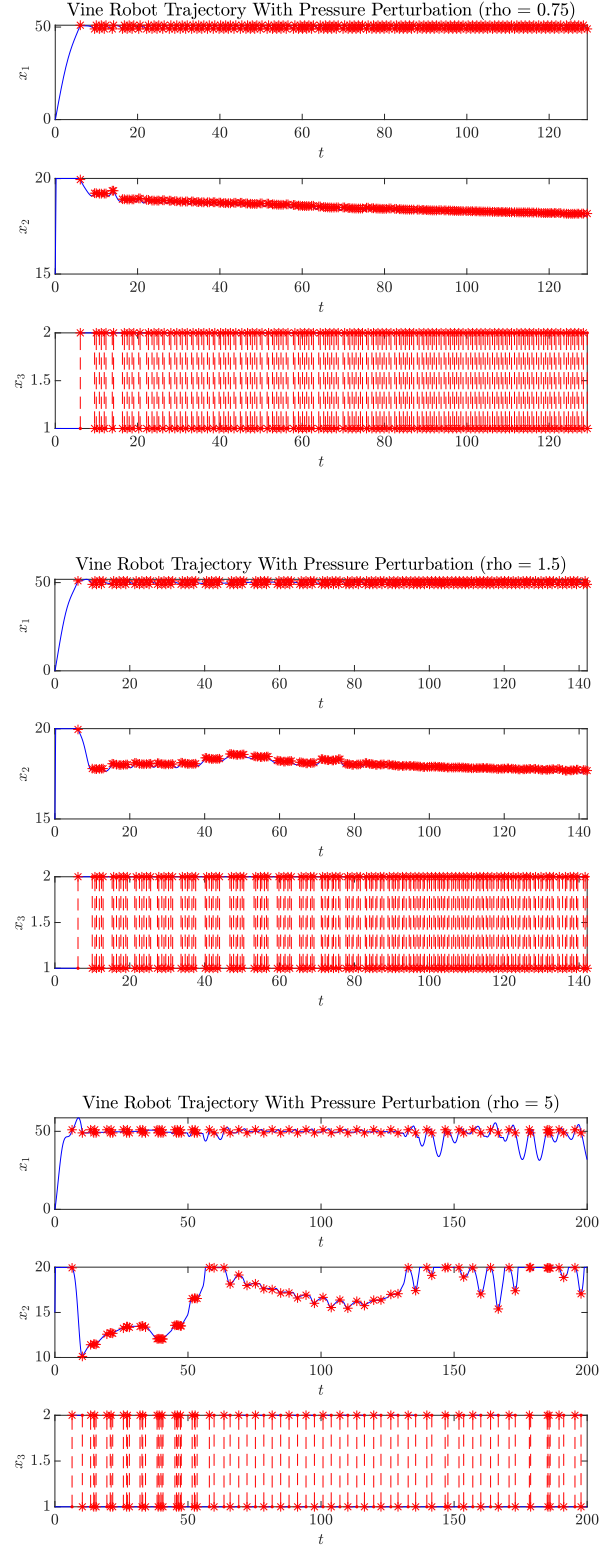 Vine Robot Trajectory With Pressure Perturbation (rho = 0.75)
50
x₁
0
0 20 40 60 80 100 120
t
20
x₂
15
0 20 40 60 80 100 120
t
2
x₃ 1.5
1
0 20 40 60 80 100 120
t
Vine Robot Trajectory With Pressure Perturbation (rho = 1.5)
50
x₁
0
0 20 40 60 80 100 120 140
t
20
x₂
15
0 20 40 60 80 100 120 140
t
2
x₃ 1.5
1
0 20 40 60 80 100 120 140
t
Vine Robot Trajectory With Pressure Perturbation (rho = 5)
50
x₁
0
0 50 100 150 200
t
20
x₂ 15
10
0 50 100 150 200
t
2
x₃ 1.5
1
0 50 100 150 200
t